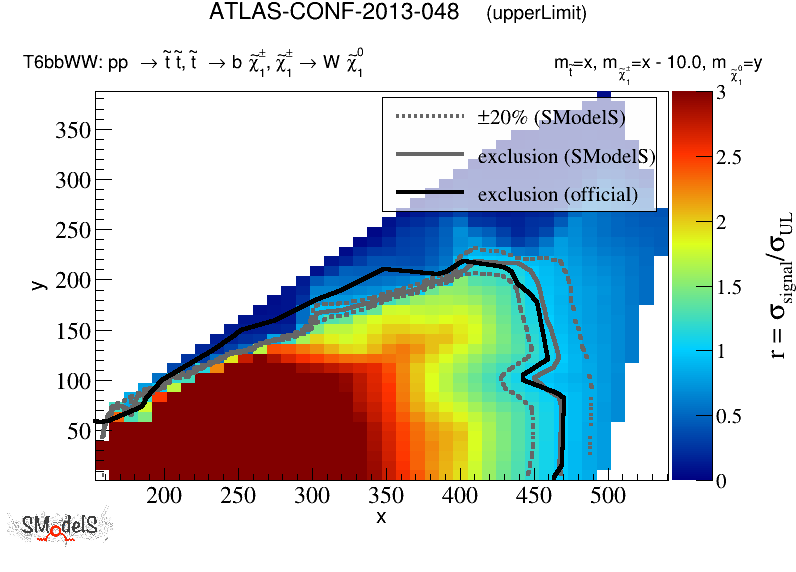 ATLAS-CONF-2013-048 (upperLimit)
T6bbWW: pp → t̃ t̃, t̃ → b χ̃₁±, χ̃₁± → W χ̃₁⁰ m_t̃=x, m_χ̃₁±=x - 10.0, m_χ̃₁⁰=y
±20% (SModelS)
exclusion (SModelS)
exclusion (official)
350
300
250
200
150
100
50
y
200 250 300 350 400 450 500
x
3
2.5
2
1.5
1
0.5
0
r = σ_signal/σ_UL
SModelS